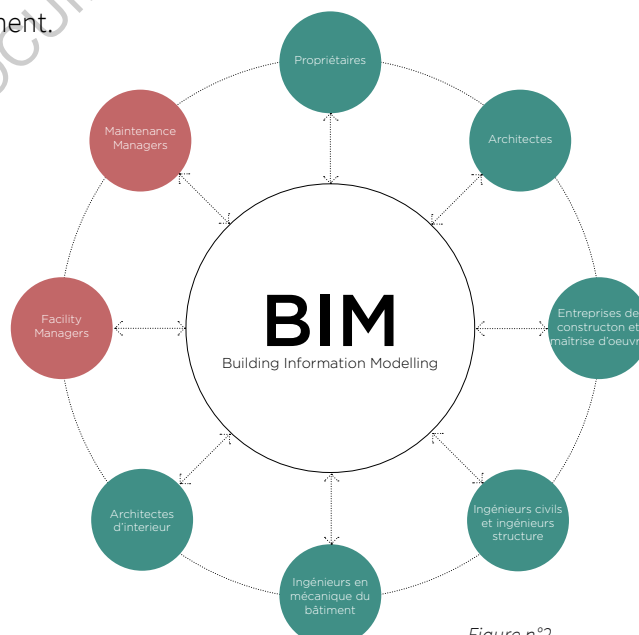 nent.
Propriétaires
Maintenance
Managers
Architectes
Facility
Managers
BIM
Building Information Modelling
Entreprises de
constructon et
maîtrise d'oeuvr
Architectes
d'interieur
Ingénieurs civils
et ingénieurs
structure
Ingénieurs en
mécanique du
bâtiment
Figure n°2